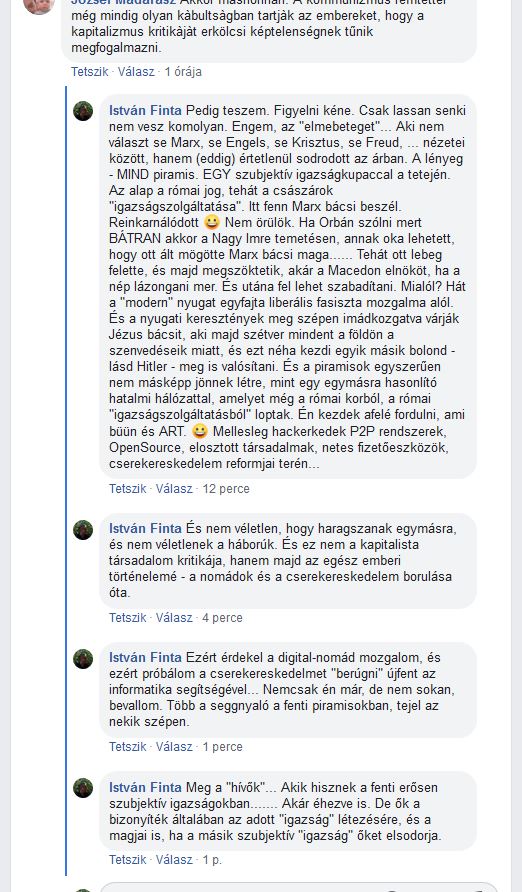 József Madarász Akkor máshonnan. A kommunizmus rémtettei
még mindig olyan kàbultságban tartják az embereket, hogy a
kapitalizmus kritikàjàt erkölcsi képtelenségnek tűnik
megfogalmazni.
Tetszik · Válasz · 1 órája
István Finta Pedig teszem. Figyelni kéne. Csak lassan senki
nem vesz komolyan. Engem, az "elmebeteget"... Aki nem
választ se Marx, se Engels, se Krisztus, se Freud, ... nézetei
között, hanem (eddig) értetlenül sodrodott az árban. A lényeg
- MIND piramis. EGY szubjektív igazságkupaccal a tetején.
Az alap a római jog, tehát a császárok
"igazságszolgáltatása". Itt fenn Marx bácsi beszél.
Reinkarnálódott 😀 Nem örülök. Ha Orbán szólni mert
BÁTRAN akkor a Nagy Imre temetésen, annak oka lehetett,
hogy ott ált mögötte Marx bácsi maga...... Tehát ott lebeg
felette, és majd megszöktetik, akár a Macedon elnököt, ha a
nép lázongani mer. És utána fel lehet szabadítani. Mialól? Hát
a "modern" nyugat egyfajta liberális fasiszta mozgalma alól.
És a nyugati keresztények meg szépen imádkozgatva várják
Jézus bácsit, aki majd szétver mindent a földön a
szenvedéseik miatt, és ezt néha kezdi egyik másik bolond -
lásd Hitler - meg is valósítani. És a piramisok egyszerűen
nem másképp jönnek létre, mint egy egymásra hasonlító
hatalmi hálózattal, amelyet még a római korból, a római
"igazságszolgáltatásból" loptak. Én kezdek afelé fordulni, ami
büün és ART. 😀 Mellesleg hackerkedek P2P rendszerek,
OpenSource, elosztott társadalmak, netes fizetőeszközök,
cserekereskedelem reformjai terén...
Tetszik · Válasz · 12 perce
István Finta És nem véletlen, hogy haragszanak egymásra,
és nem véletlenek a háborúk. És ez nem a kapitalista
társadalom kritikája, hanem majd az egész emberi
történelemé - a nomádok és a cserekereskedelem borulása
óta.
Tetszik · Válasz · 4 perce
István Finta Ezért érdekel a digital-nomád mozgalom, és
ezért próbálom a cserekereskedelmet "berúgni" újfent az
informatika segítségével... Nemcsak én már, de nem sokan,
bevallom. Több a seggnyaló a fenti piramisokban, tejel az
nekik szépen.
Tetszik · Válasz · 1 perce
István Finta Meg a "hívők"... Akik hisznek a fenti erősen
szubjektív igazságokban....... Akár éhezve is. De ők a
bizonyíték általában az adott "igazság" létezésére, és a
magjai is, ha a másik szubjektív "igazság" őket elsodorja.
Tetszik · Válasz · 1 p.